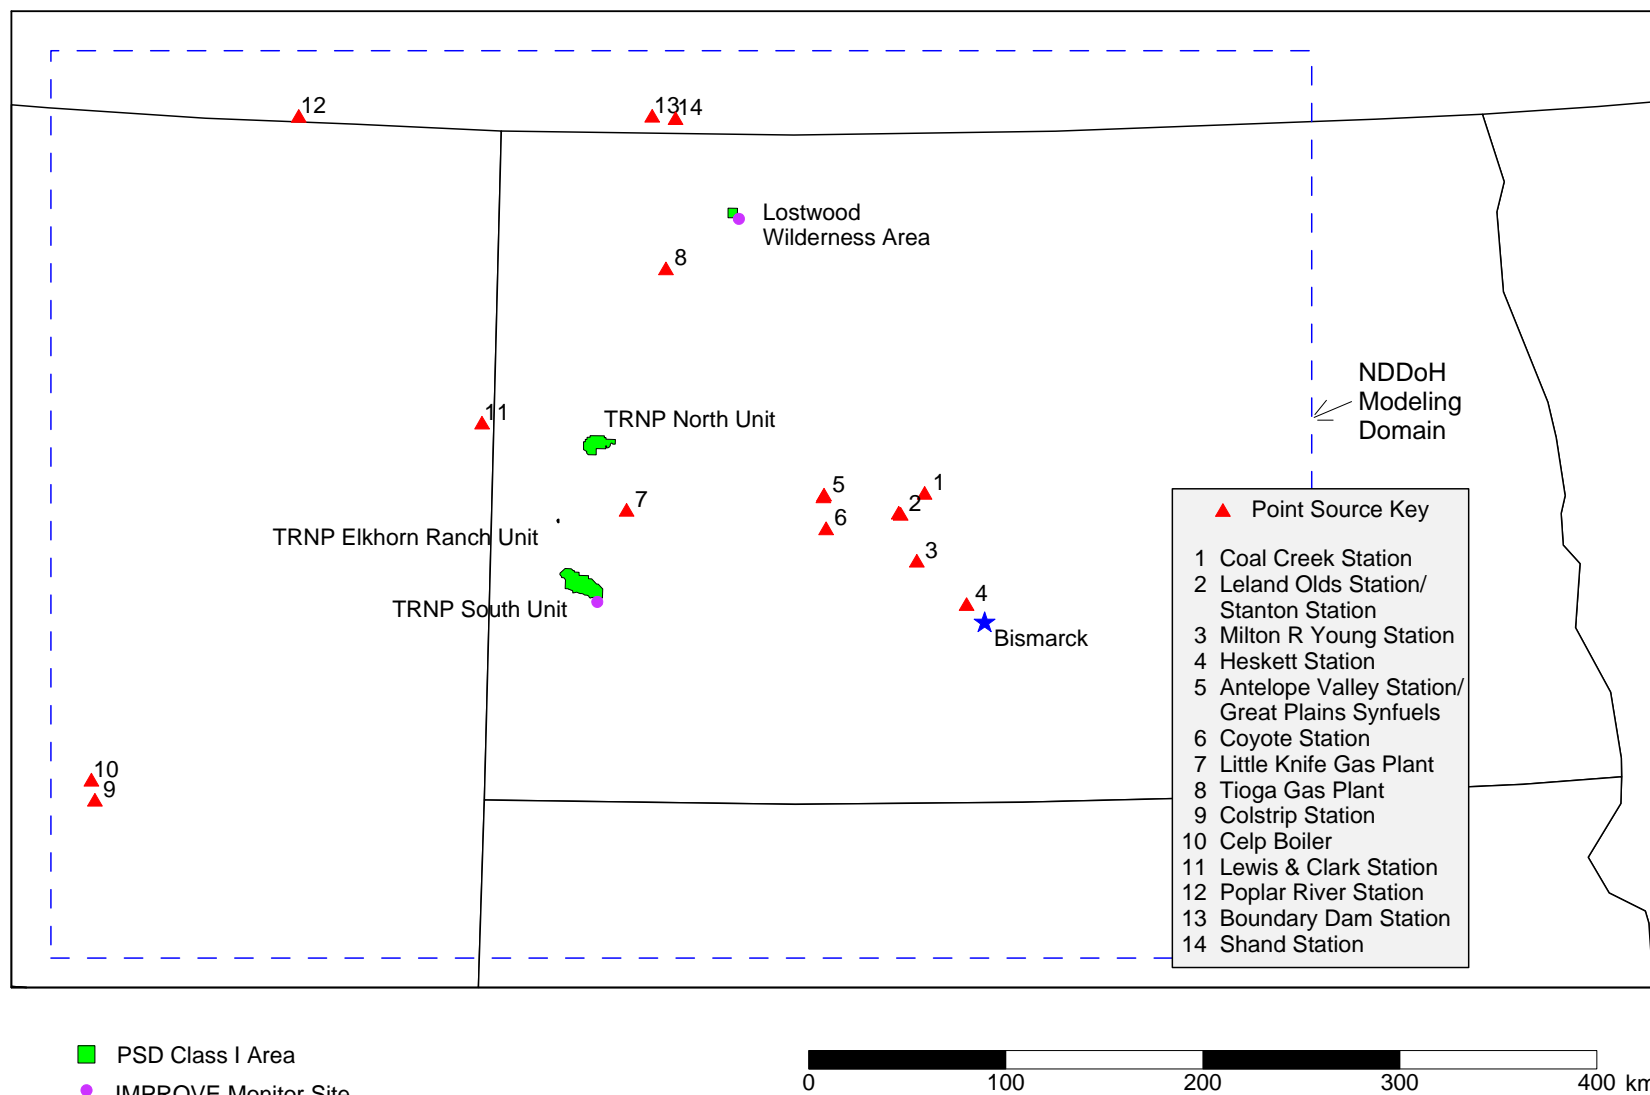 12
13
14
Lostwood
Wilderness Area
8
NDDoH
Modeling
Domain
11
TRNP North Unit
5
1
7
2
6
TRNP Elkhorn Ranch Unit
3
4
TRNP South Unit
Bismarck
10
9
Point Source Key
1 Coal Creek Station
2 Leland Olds Station/
Stanton Station
3 Milton R Young Station
4 Heskett Station
5 Antelope Valley Station/
Great Plains Synfuels
6 Coyote Station
7 Little Knife Gas Plant
8 Tioga Gas Plant
9 Colstrip Station
10 Celp Boiler
11 Lewis & Clark Station
12 Poplar River Station
13 Boundary Dam Station
14 Shand Station
PSD Class I Area
IMPROVE Monitor Site
0 100 200 300 400 km